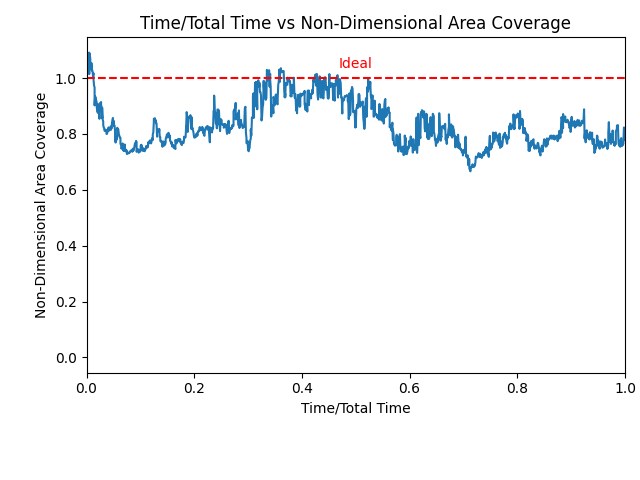 Time/Total Time vs Non-Dimensional Area Coverage
Ideal
Non-Dimensional Area Coverage
1.0
0.8
0.6
0.4
0.2
0.0
0.0 0.2 0.4 0.6 0.8 1.0
Time/Total Time